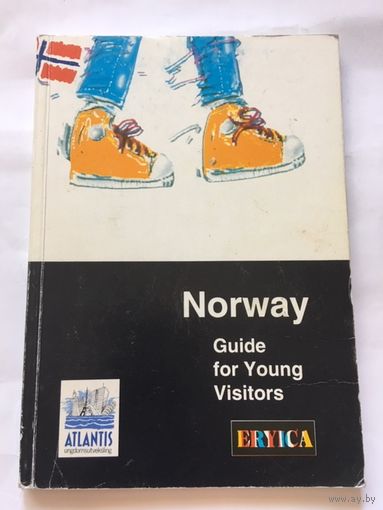 Norway
Guide
for Young
Visitors
ATLANTIS
ungdomsutveksling
ERYICA
www.ay.by